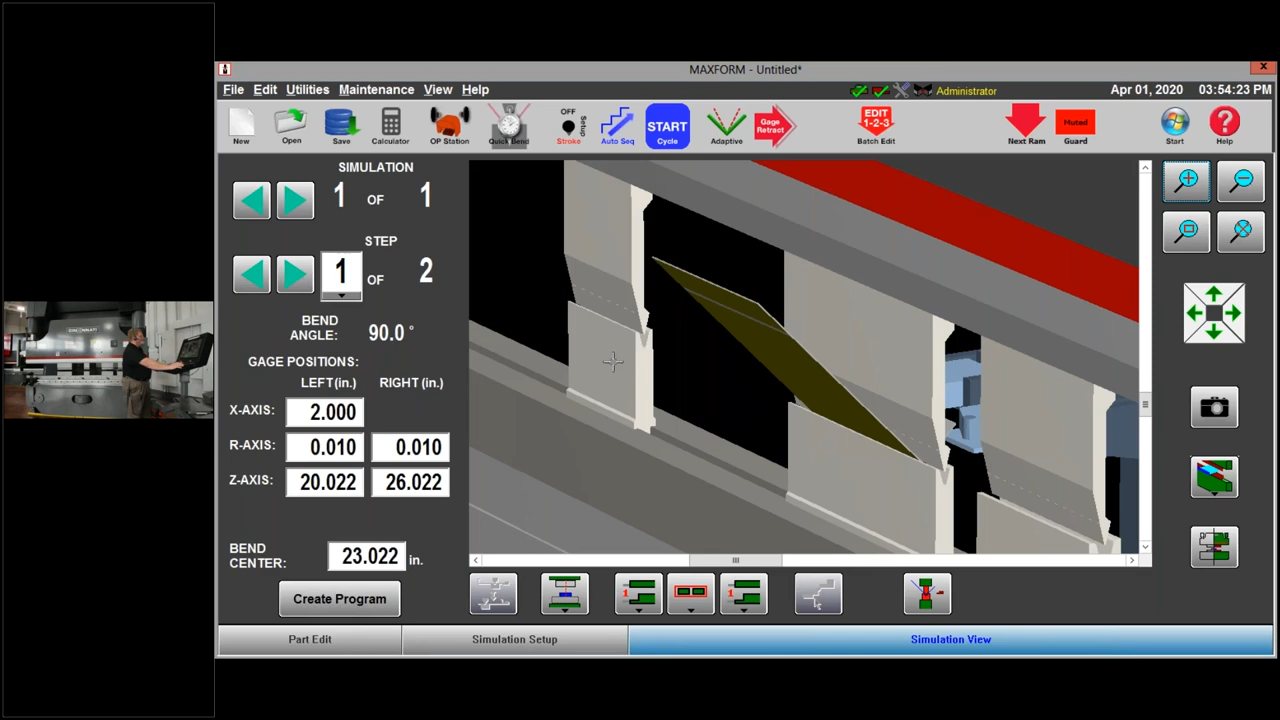 MAXFORM - Untitled*
X
File Edit Utilities Maintenance View Help
Administrator
Apr 01, 2020 03:54:23 PM
New
Open
Save
Calculator
OP Station
Quick Bend
OFF
Setup
Stroke
Auto Seq
START
Cycle
Adaptive
Gage
Retract
EDIT
1-2-3
Batch Edit
Next Ram
Muted
Guard
Start
Help
SIMULATION
1 OF 1
STEP
1 OF 2
BEND
ANGLE: 90.0 °
GAGE POSITIONS:
LEFT(in.) RIGHT (in.)
X-AXIS: 2.000
R-AXIS: 0.010 0.010
Z-AXIS: 20.022 26.022
BEND
CENTER: 23.022 in.
Create Program
1
1
Part Edit
Simulation Setup
Simulation View
CINCINNATI